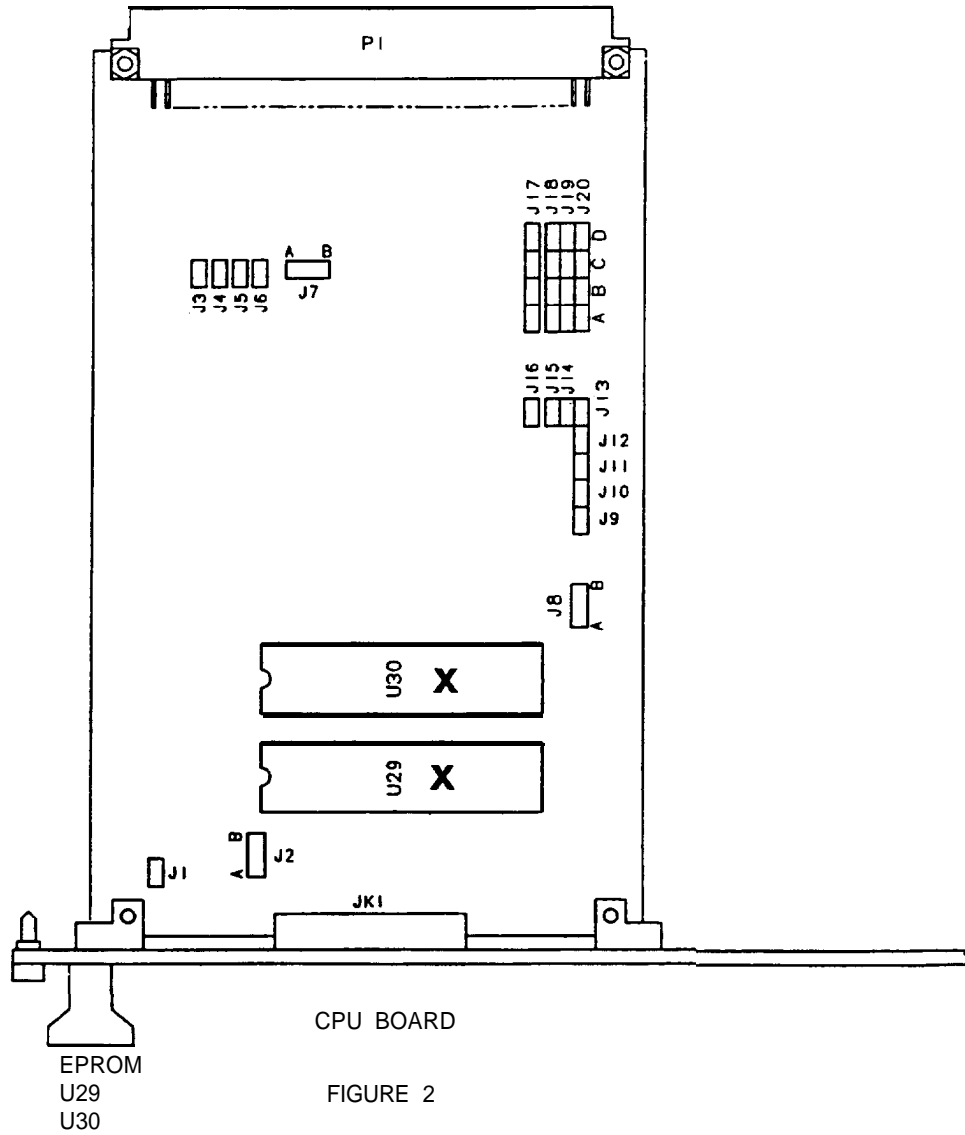 P1
J17
J18
J19
J20
A B
J3
J4
J5
J6
J7
D
C
B
A
J16
J15
J14
J13
J12
J11
J10
J9
J8
B
A
U30 X
U29 X
B
A
J2
J1
JK1
CPU BOARD
EPROM
U29
FIGURE 2
U30